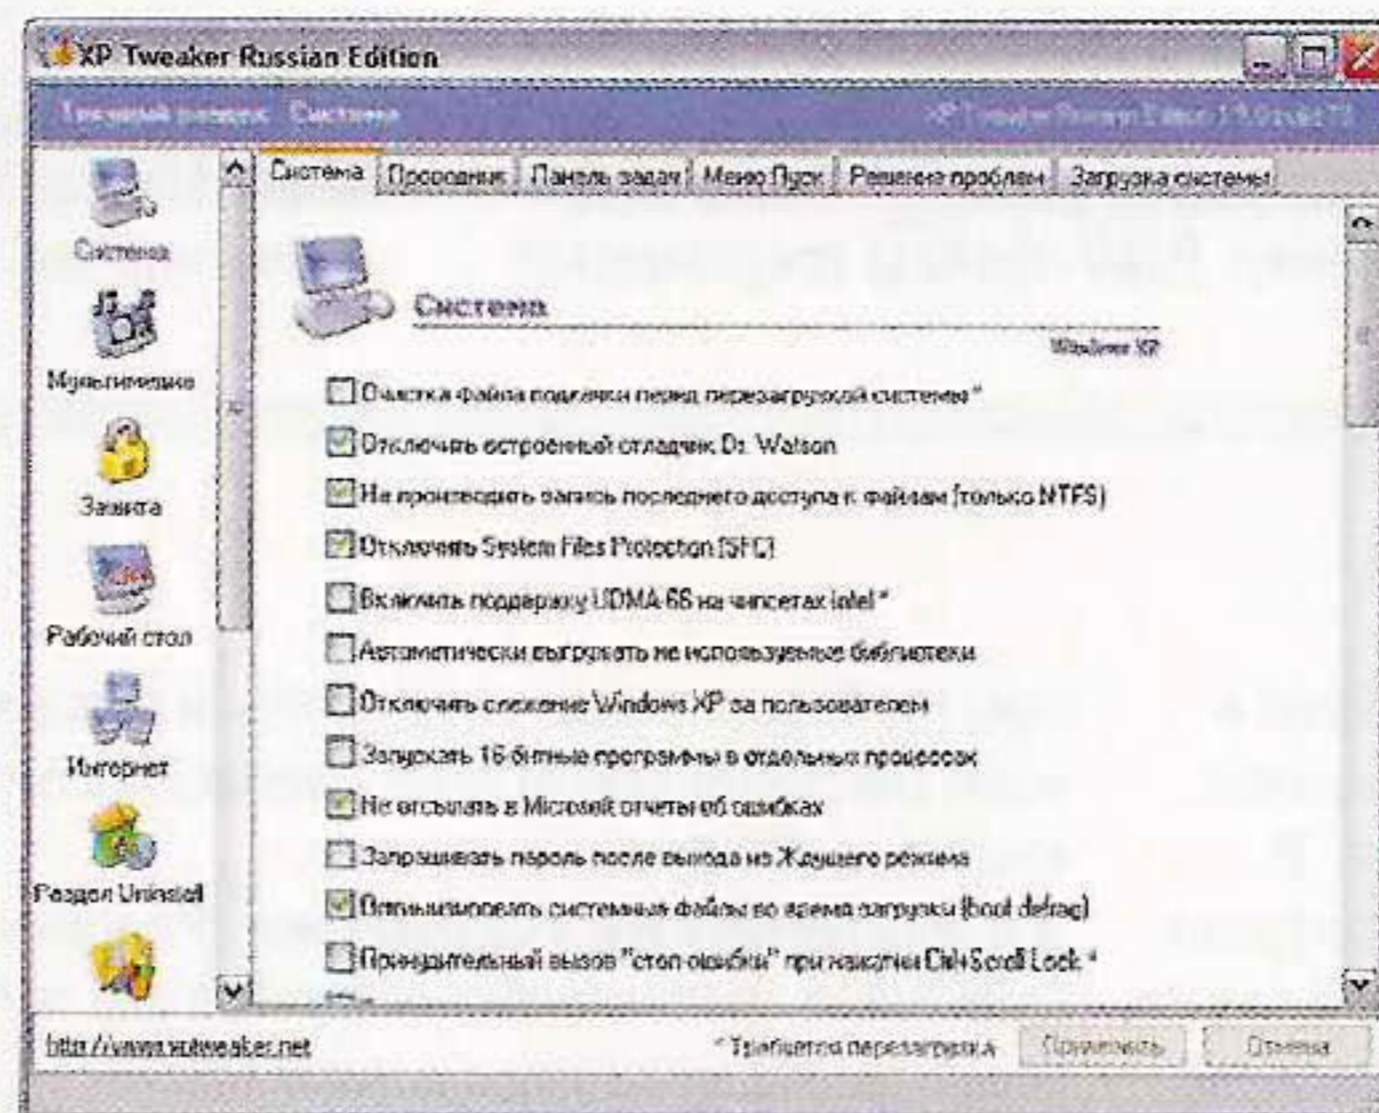 XP Tweaker Russian Edition
Текущий раздел: Система
XP Tweaker Russian Edition
Система
Проводник
Панель задач
Меню Пуск
Решение проблем
Загрузка системы
Система
Мультимедиа
Защита
Рабочий стол
Интернет
Раздел Uninstall
Система
Windows XP
Очистка файла подкачки перед перезагрузкой системы *
Отключить встроенный отладчик Dr. Watson
Не производить запись последнего доступа к файлам (только NTFS)
Отключить System Files Protection (SFC)
Включить поддержку UDMA-66 на чипсетах Intel *
Автоматически выгружать не используемые библиотеки
Отключить слежение Windows XP за пользователем
Запускать 16-битные программы в отдельных процессах
Не отсылать в Microsoft отчеты об ошибках
Запрашивать пароль после выхода из Ждущего режима
Оптимизировать системные файлы во время загрузки (boot defrag)
Принудительный вызов "стоп ошибки" при нажатии Ctrl+Scroll Lock *
http://www.xptweaker.net
* Требуется перезагрузка
Применить
Отмена